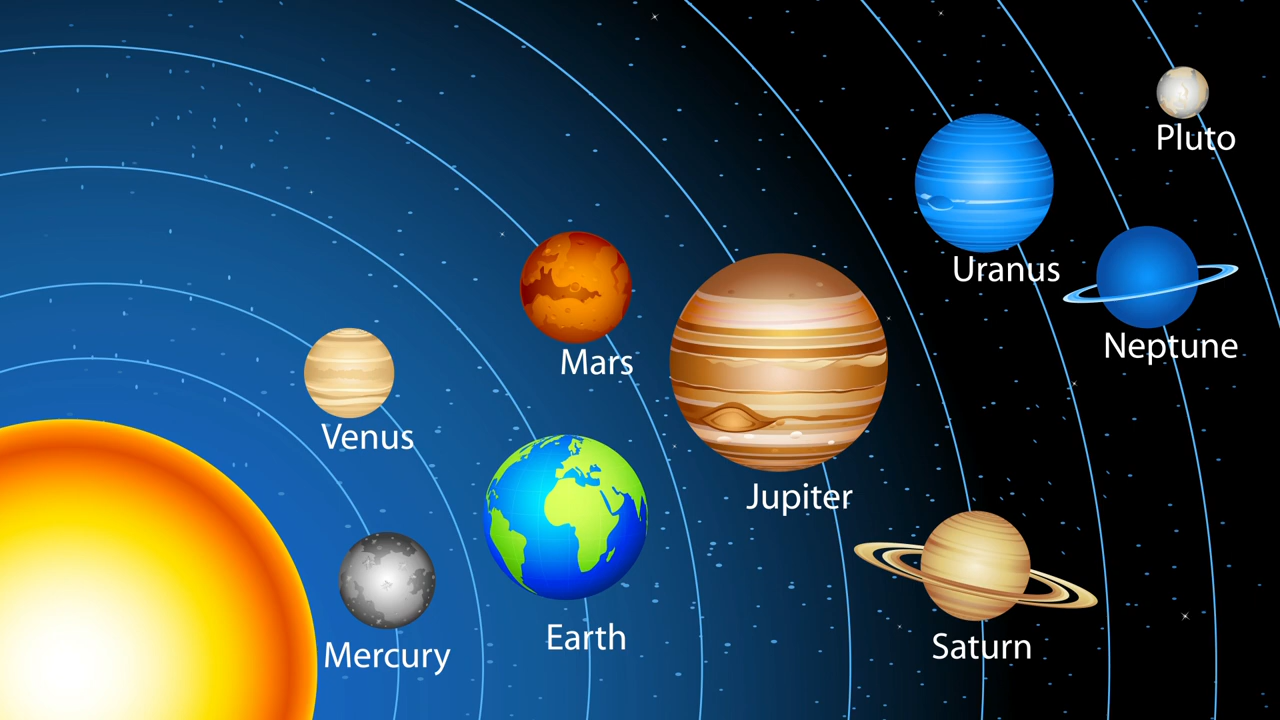 Mercury
Venus
Earth
Mars
Jupiter
Saturn
Uranus
Neptune
Pluto